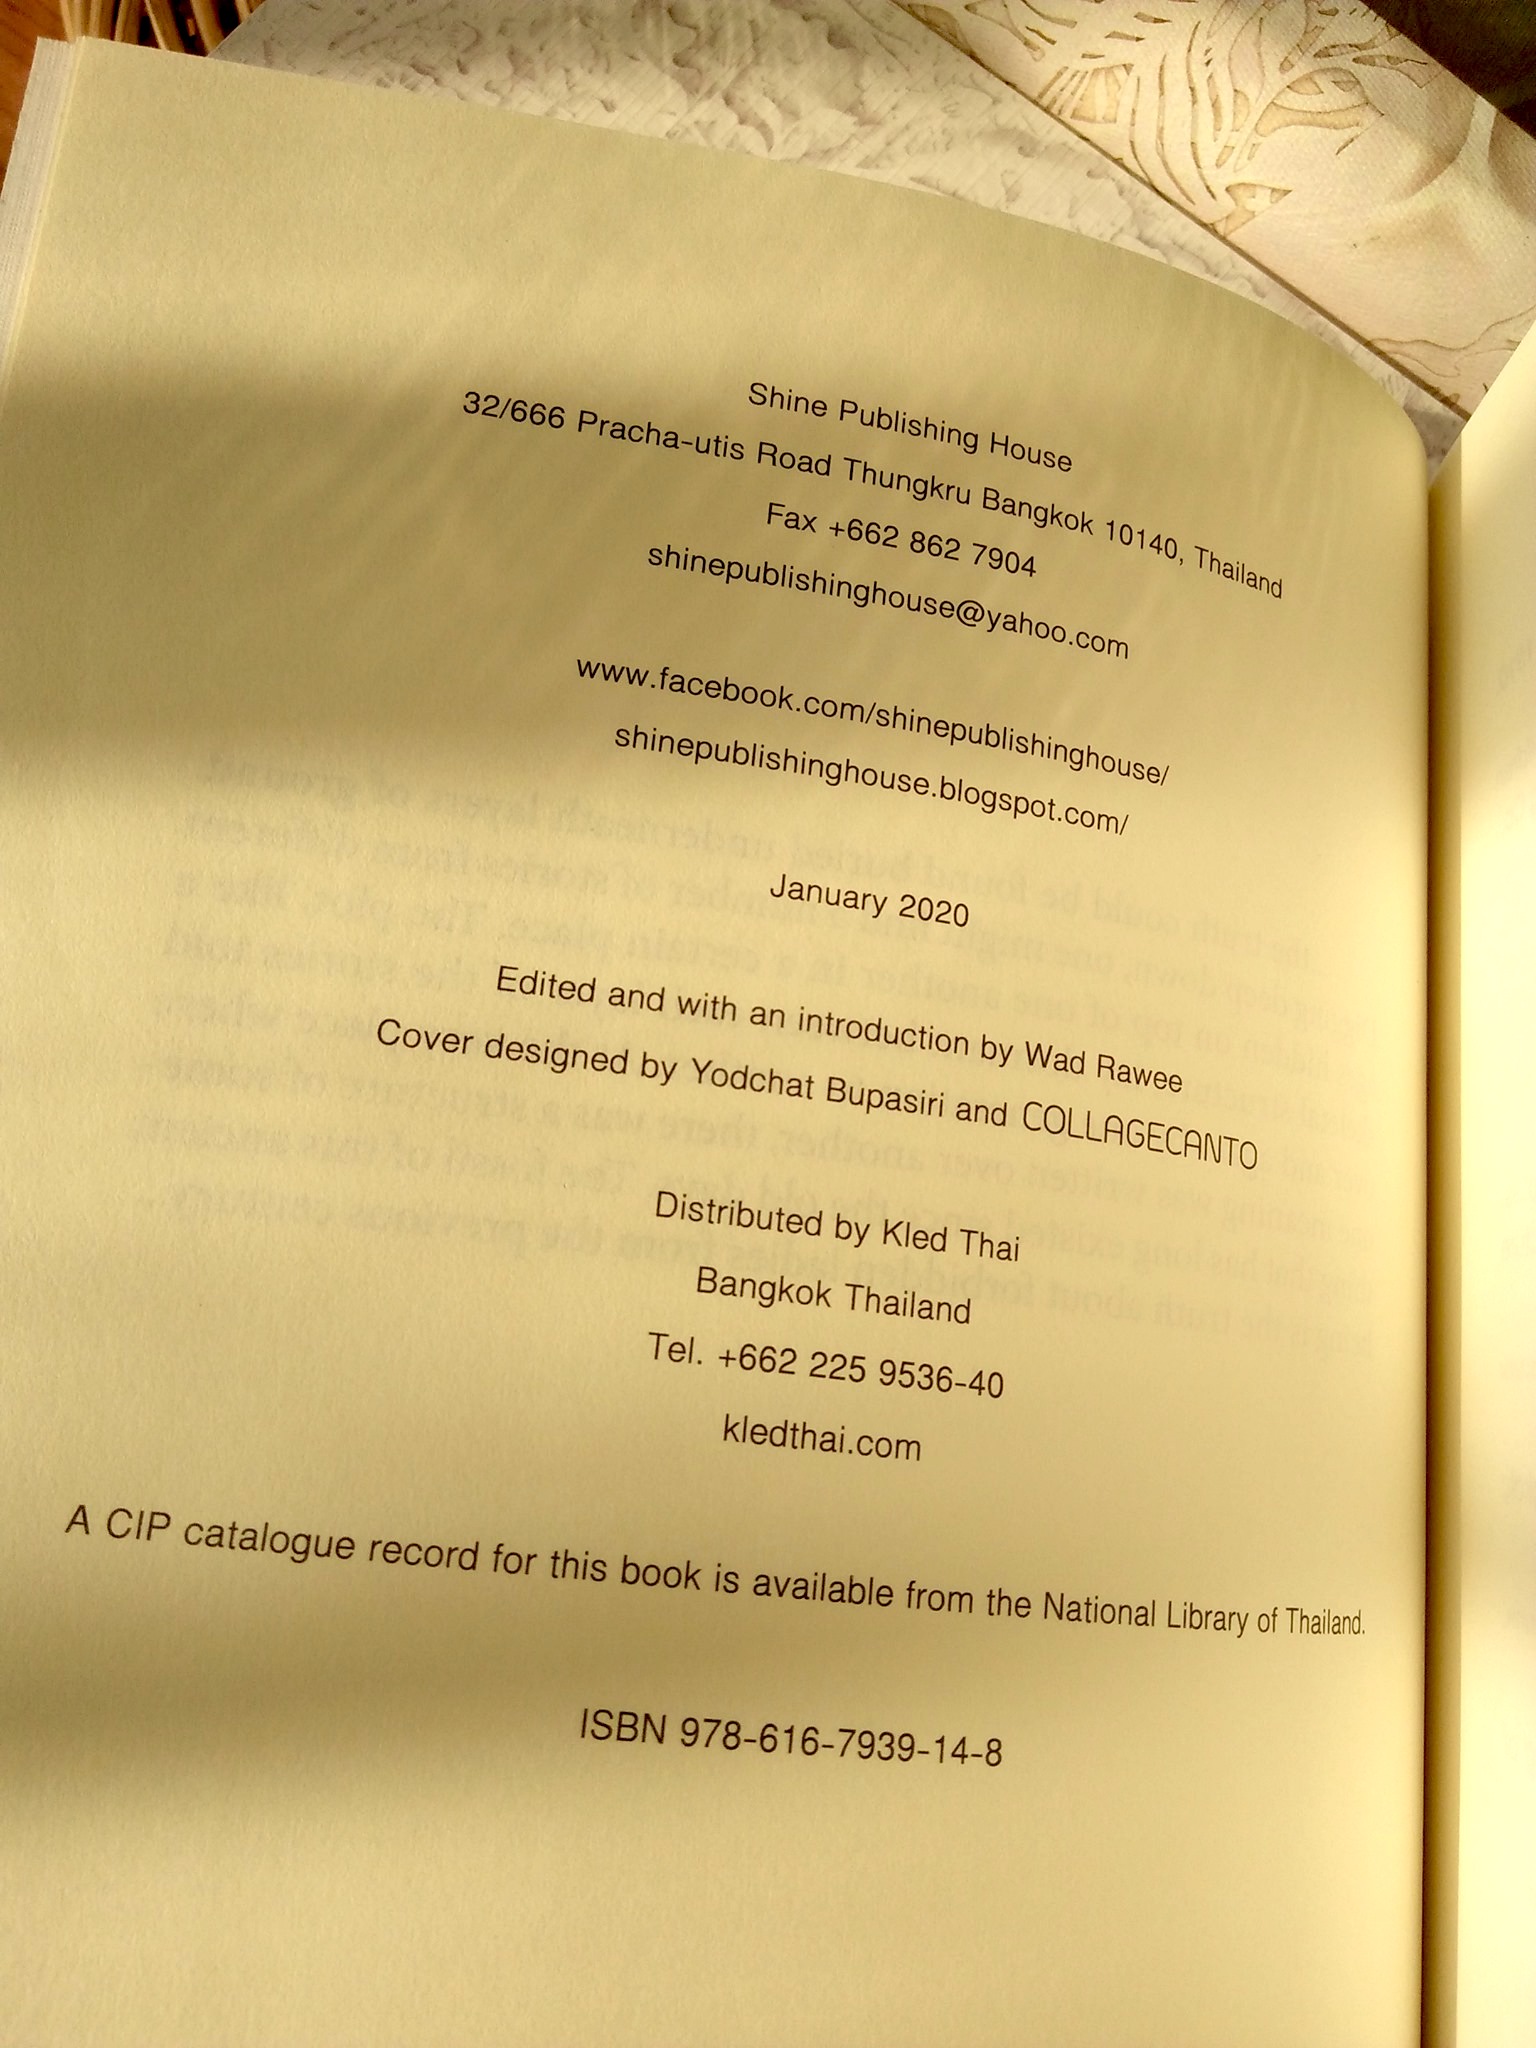 Shine Publishing House
32/666 Pracha-utis Road Thungkru Bangkok 10140, Thailand
Fax +662 862 7904
shinepublishinghouse@yahoo.com
www.facebook.com/shinepublishinghouse/
shinepublishinghouse.blogspot.com/
January 2020
Edited and with an introduction by Wad Rawee
Cover designed by Yodchat Bupasiri and COLLAGECANTO
Distributed by Kled Thai
Bangkok Thailand
Tel. +662 225 9536-40
kledthai.com
A CIP catalogue record for this book is available from the National Library of Thailand.
ISBN 978-616-7939-14-8